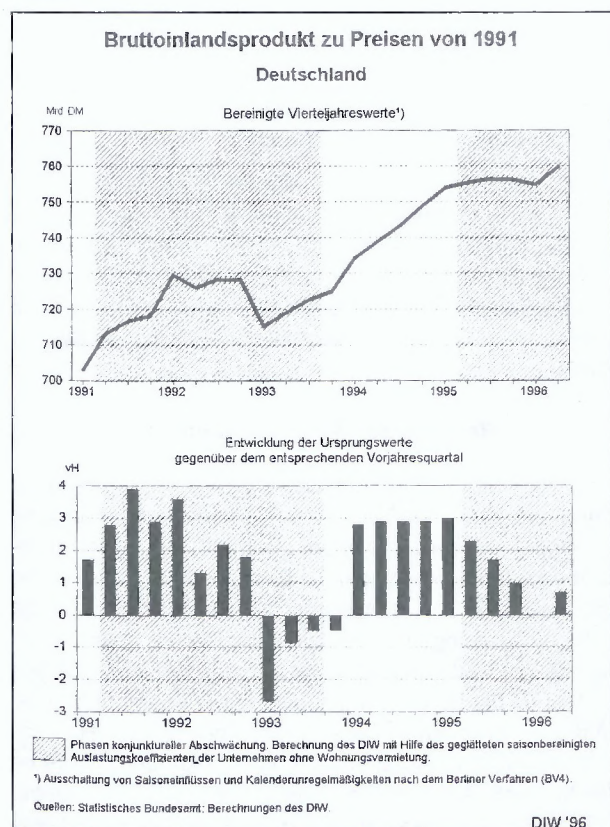 Bruttoinlandsprodukt zu Preisen von 1991
Deutschland
Mrd DM
Bereinigte Vierteljahreswerte¹)
770
760
750
740
730
720
710
700
1991 1992 1993 1994 1995 1996
Entwicklung der Ursprungswerte
gegenüber dem entsprechenden Vorjahresquartal
vH
4
3
2
1
0
-1
-2
-3
1991 1992 1993 1994 1995 1996
Phasen konjunktureller Abschwächung. Berechnung des DIW mit Hilfe des geglätteten saisonbereinigten
Auslastungskoeffizienten der Unternehmen ohne Wohnungsvermietung.
¹) Ausschaltung von Saisoneinflüssen und Kalenderunregelmäßigkeiten nach dem Berliner Verfahren (BV4).
Quellen: Statistisches Bundesamt; Berechnungen des DIW.
DIW '96